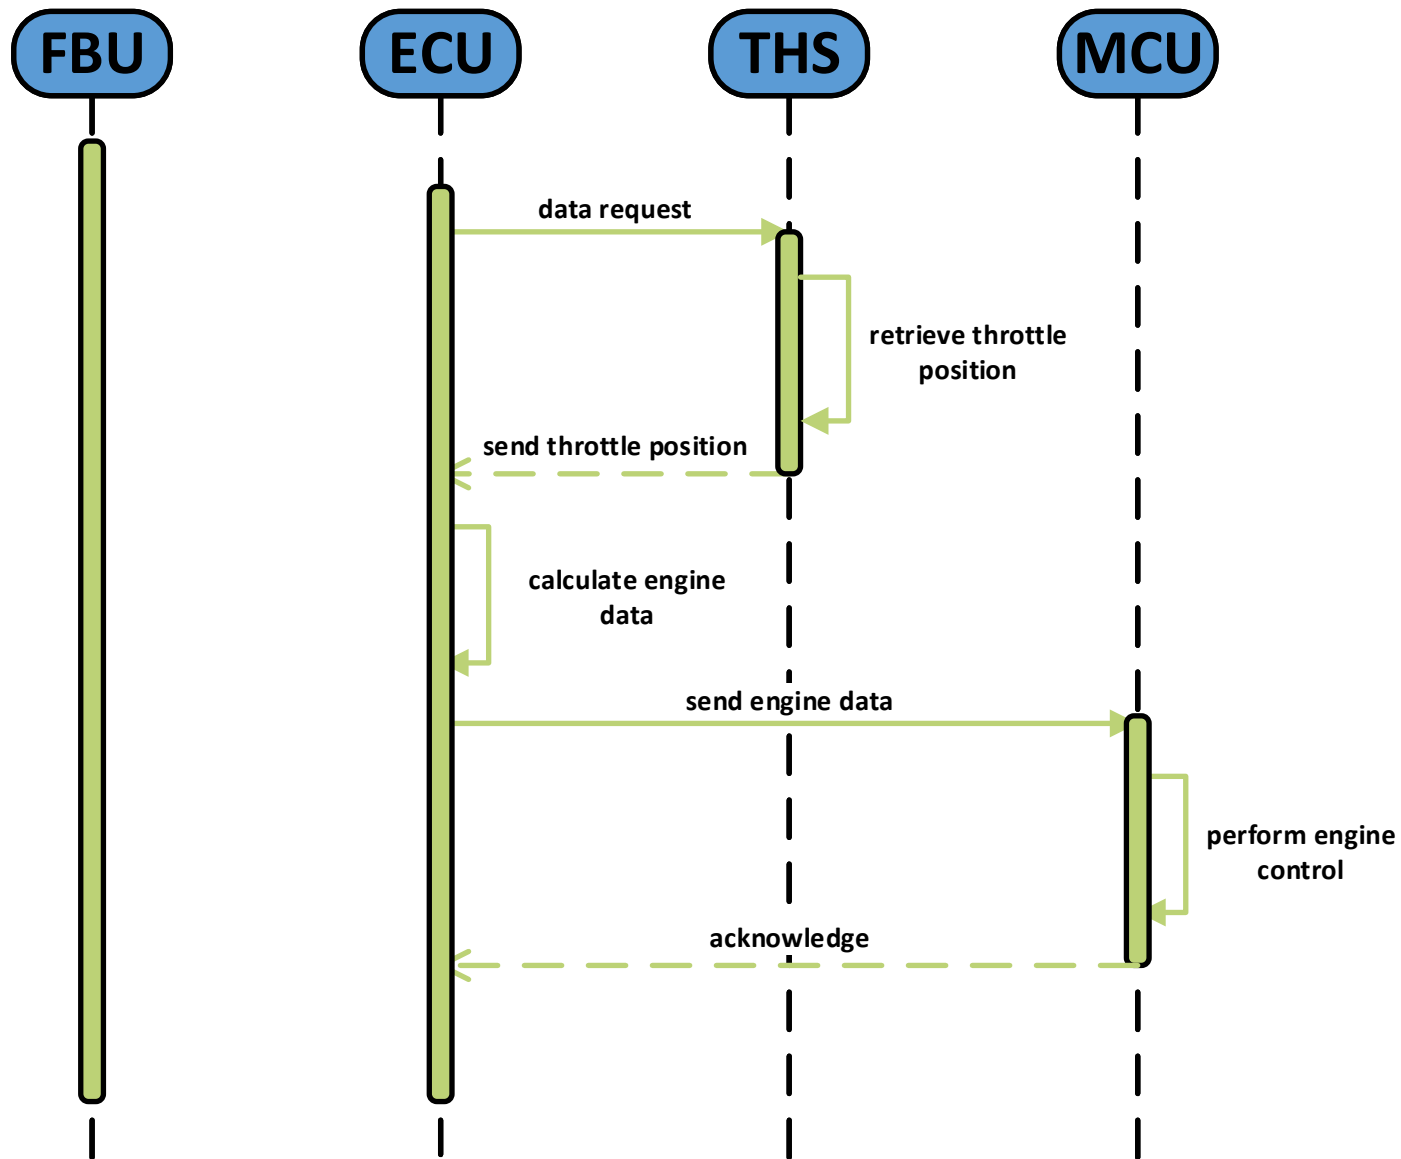 FBU
ECU
THS
MCU
data request
retrieve throttle
position
send throttle position
calculate engine
data
send engine data
perform engine
control
acknowledge